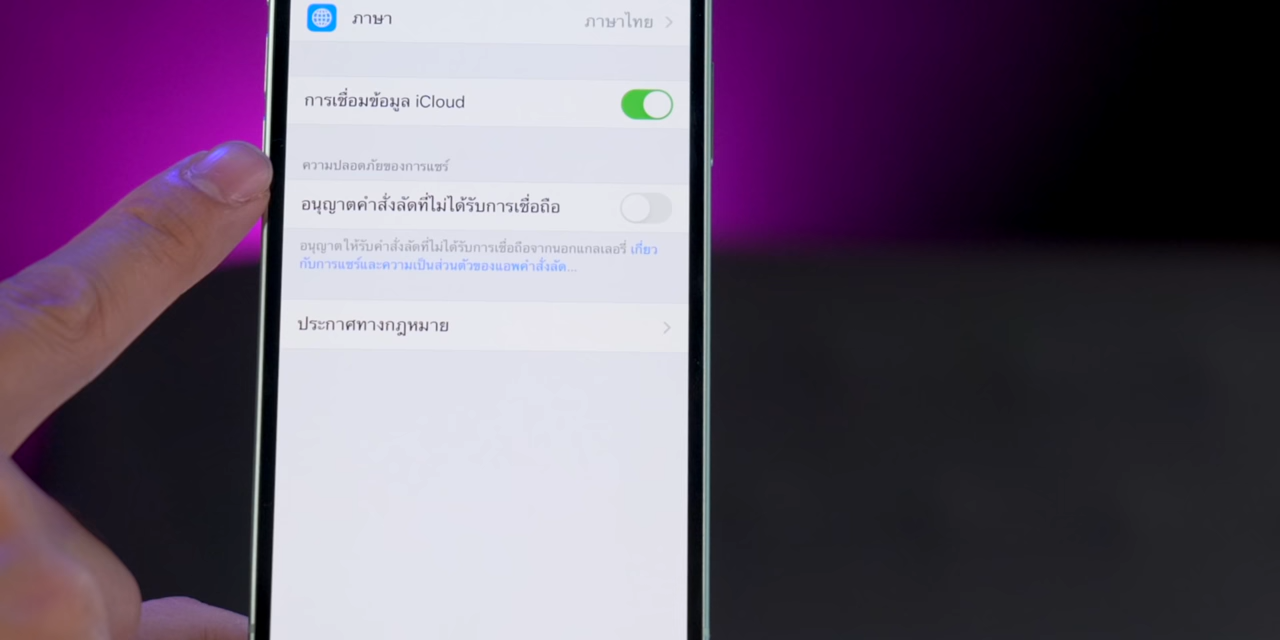 ภาษา
ภาษาไทย
การเชื่อมข้อมูล iCloud
ความปลอดภัยของการแชร์
อนุญาตคำสั่งลัดที่ไม่ได้รับการเชื่อถือ
อนุญาตให้รับคำสั่งลัดที่ไม่ได้รับการเชื่อถือจากนอกแกลเลอรี่ เกี่ยว
กับการแชร์และความเป็นส่วนตัวของแอพคำสั่งลัด...
ประกาศทางกฎหมาย